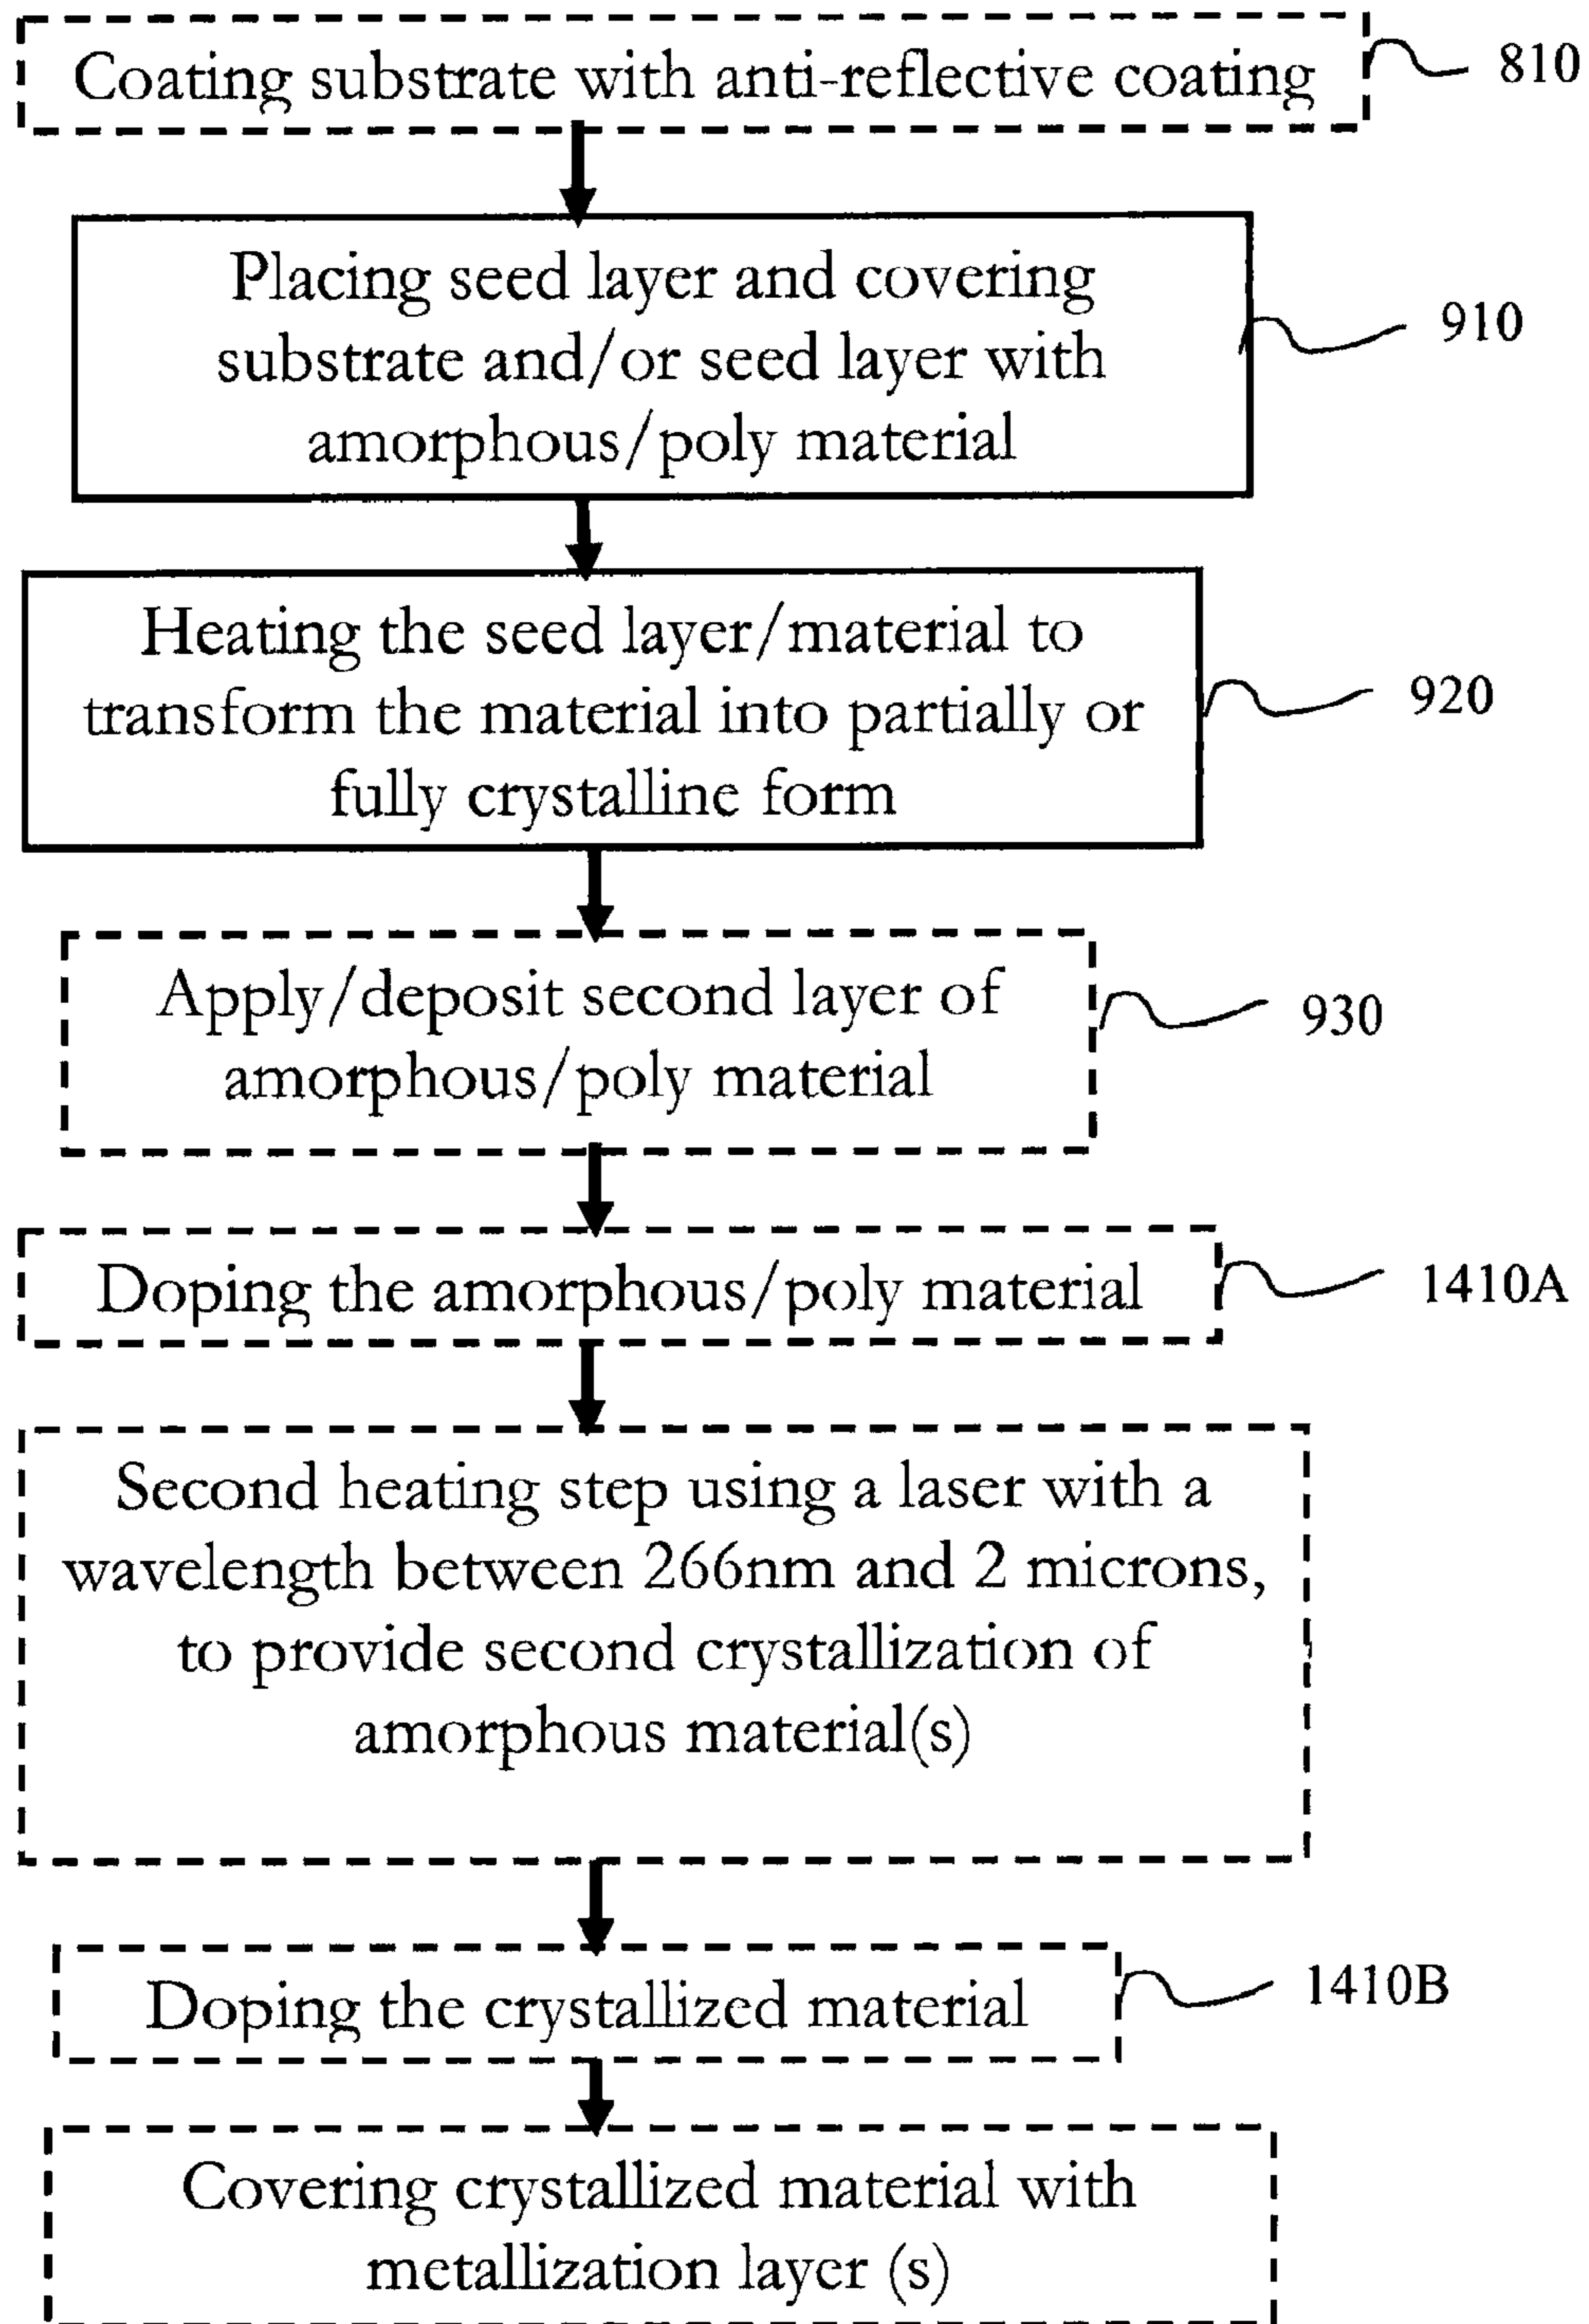 Coating substrate with anti-reflective coating
810
Placing seed layer and covering
substrate and/or seed layer with
amorphous/poly material
910
Heating the seed layer/material to
transform the material into partially or
fully crystalline form
920
Apply/deposit second layer of
amorphous/poly material
930
Doping the amorphous/poly material
1410A
Second heating step using a laser with a
wavelength between 266nm and 2 microns,
to provide second crystallization of
amorphous material(s)
Doping the crystallized material
1410B
Covering crystallized material with
metallization layer (s)